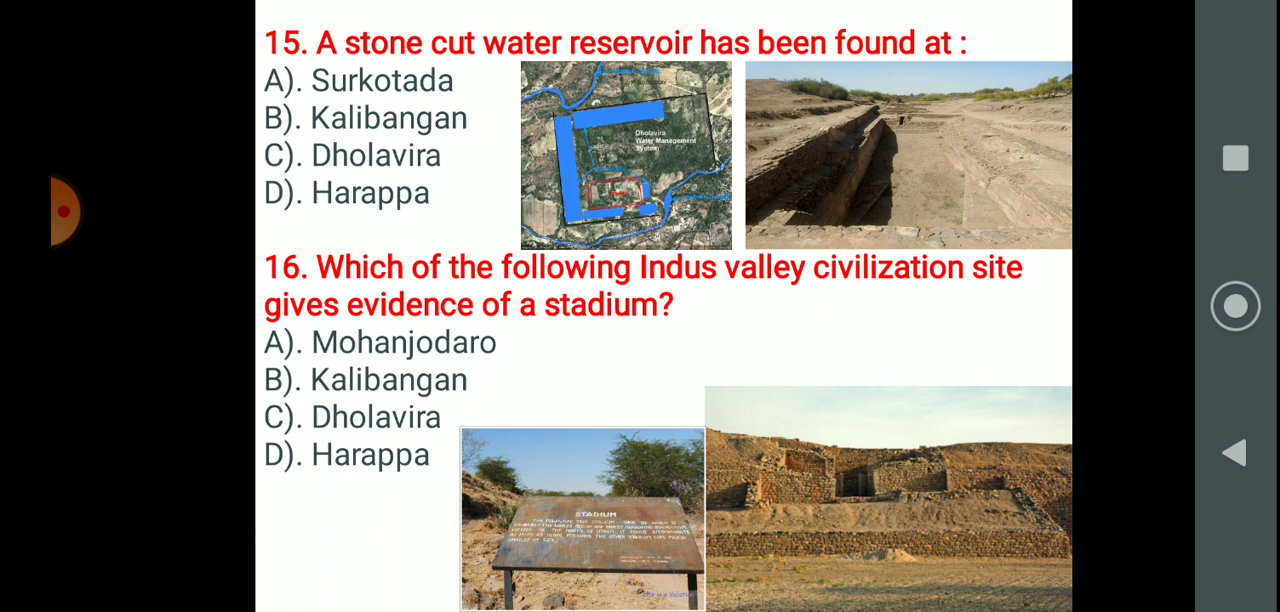 15. A stone cut water reservoir has been found at :
A). Surkotada
B). Kalibangan
C). Dholavira
D). Harappa
Dholavira
Water Management
System
16. Which of the following Indus valley civilization site
gives evidence of a stadium?
A). Mohanjodaro
B). Kalibangan
C). Dholavira
D). Harappa
STADIUM